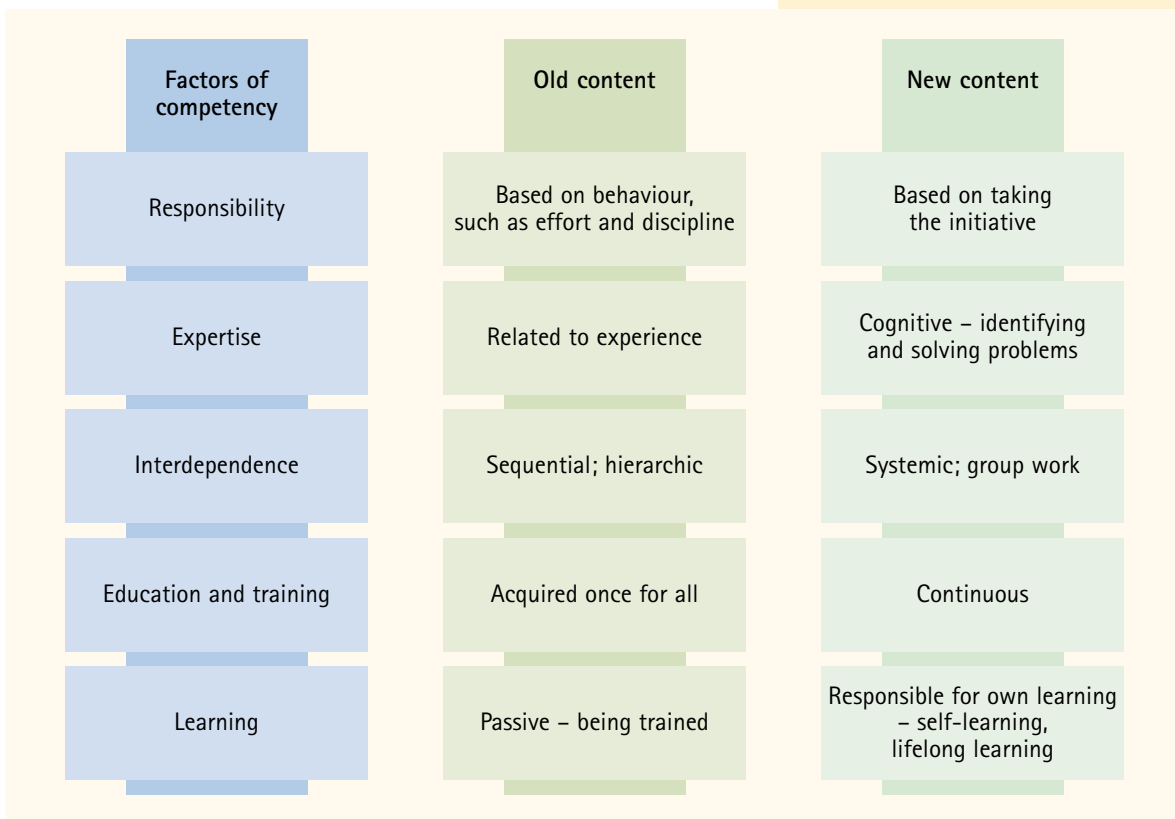 Factors of
competency
Old content
New content
Responsibility
Based on behaviour,
such as effort and discipline
Based on taking
the initiative
Expertise
Related to experience
Cognitive – identifying
and solving problems
Interdependence
Sequential; hierarchic
Systemic; group work
Education and training
Acquired once for all
Continuous
Learning
Passive – being trained
Responsible for own learning
– self-learning,
lifelong learning